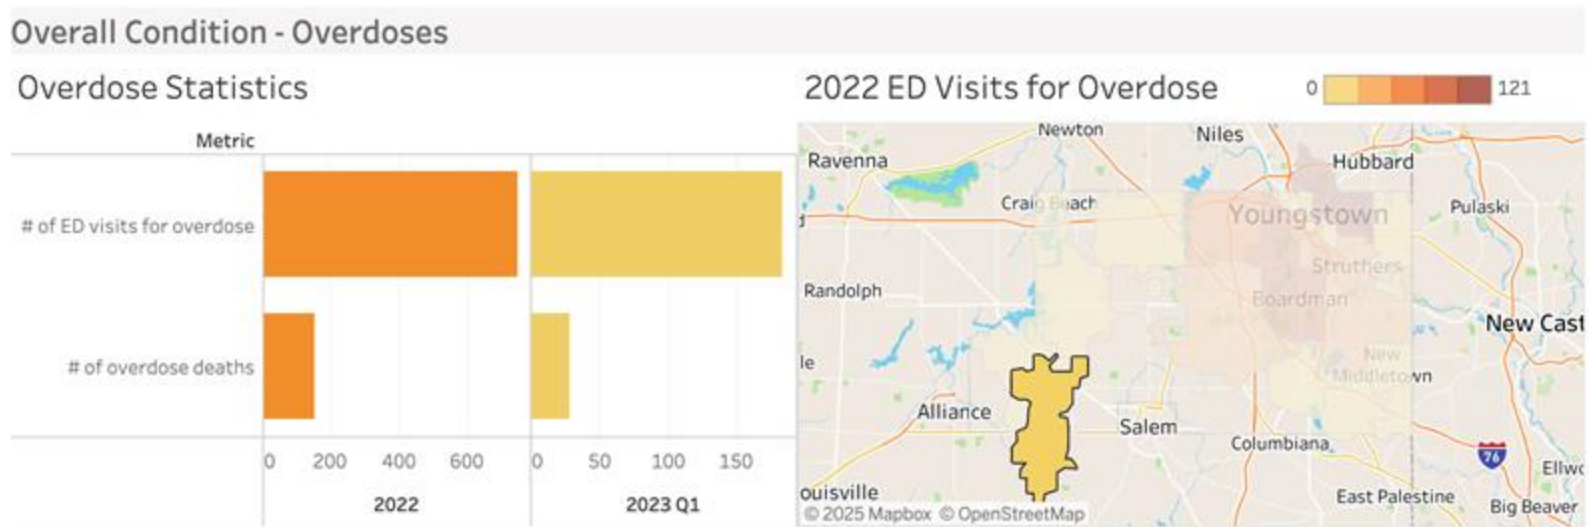 Overall Condition - Overdoses
Overdose Statistics
Metric
# of ED visits for overdose
# of overdose deaths
0 200 400 600
0 50 100 150
2022
2023 Q1
2022 ED Visits for Overdose
0 121
Newton
Niles
Ravenna
Hubbard
Craig Beach
Youngstown
Pulaski
Struthers
Randolph
Boardman
New Cast
New
Middletown
le
Alliance
Salem
Columbiana
76
Ellwo
ouisville
East Palestine
Big Beaver
© 2025 Mapbox © OpenStreetMap